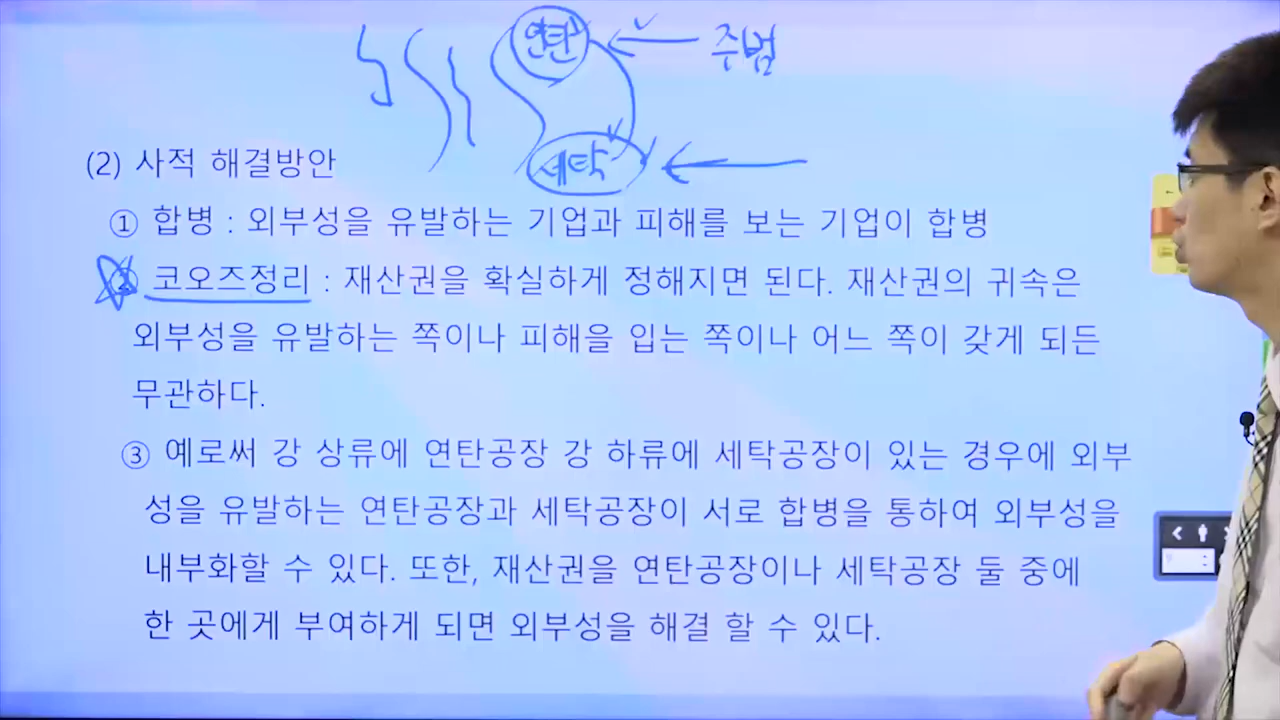 연탄
주범
세탁
(2) 사적 해결방안
① 합병 : 외부성을 유발하는 기업과 피해를 보는 기업이 합병
② 코오즈정리 : 재산권을 확실하게 정해지면 된다. 재산권의 귀속은
외부성을 유발하는 쪽이나 피해을 입는 쪽이나 어느 쪽이 갖게 되든
무관하다.
③ 예로써 강 상류에 연탄공장 강 하류에 세탁공장이 있는 경우에 외부
성을 유발하는 연탄공장과 세탁공장이 서로 합병을 통하여 외부성을
내부화할 수 있다. 또한, 재산권을 연탄공장이나 세탁공장 둘 중에
한 곳에게 부여하게 되면 외부성을 해결 할 수 있다.